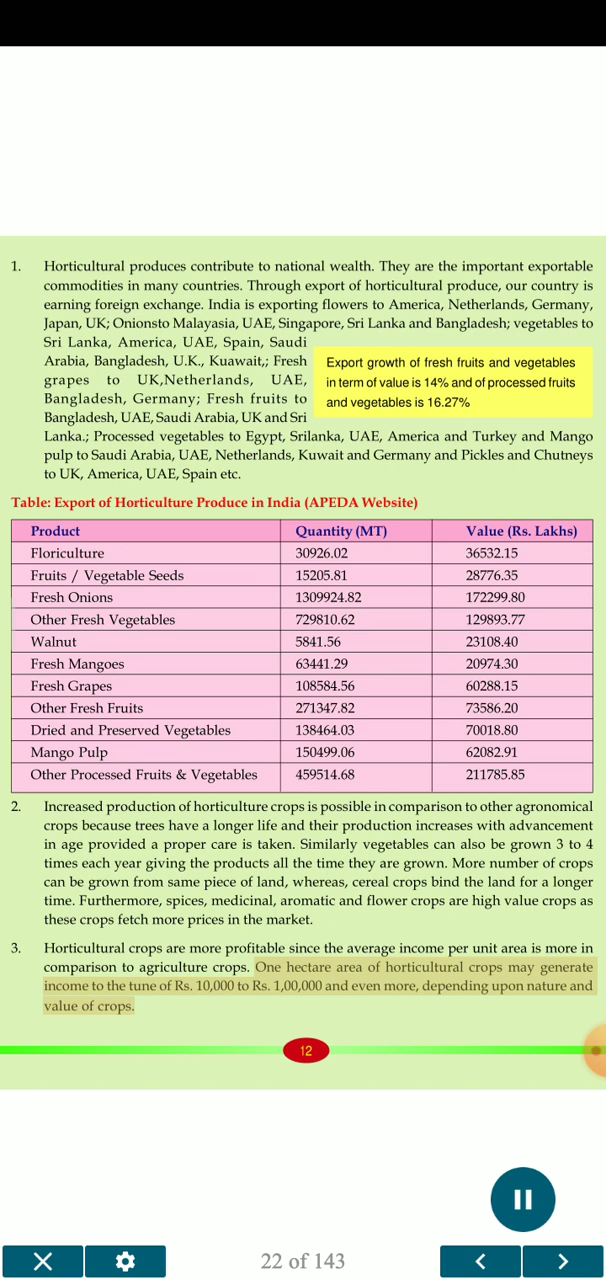 1. Horticultural produces contribute to national wealth. They are the important exportable
commodities in many countries. Through export of horticultural produce, our country is
earning foreign exchange. India is exporting flowers to America, Netherlands, Germany,
Japan, UK; Onionsto Malayasia, UAE, Singapore, Sri Lanka and Bangladesh; vegetables to
Sri Lanka, America, UAE, Spain, Saudi
Arabia, Bangladesh, U.K., Kuawait,; Fresh
grapes to UK,Netherlands, UAE,
Bangladesh, Germany; Fresh fruits to
Bangladesh, UAE, Saudi Arabia, UK and Sri
Export growth of fresh fruits and vegetables
in term of value is 14% and of processed fruits
and vegetables is 16.27%
Lanka.; Processed vegetables to Egypt, Srilanka, UAE, America and Turkey and Mango
pulp to Saudi Arabia, UAE, Netherlands, Kuwait and Germany and Pickles and Chutneys
to UK, America, UAE, Spain etc.
Table: Export of Horticulture Produce in India (APEDA Website)
Product Quantity (MT) Value (Rs. Lakhs)
Floriculture 30926.02 36532.15
Fruits / Vegetable Seeds 15205.81 28776.35
Fresh Onions 1309924.82 172299.80
Other Fresh Vegetables 729810.62 129893.77
Walnut 5841.56 23108.40
Fresh Mangoes 63441.29 20974.30
Fresh Grapes 108584.56 60288.15
Other Fresh Fruits 271347.82 73586.20
Dried and Preserved Vegetables 138464.03 70018.80
Mango Pulp 150499.06 62082.91
Other Processed Fruits & Vegetables 459514.68 211785.85
2. Increased production of horticulture crops is possible in comparison to other agronomical
crops because trees have a longer life and their production increases with advancement
in age provided a proper care is taken. Similarly vegetables can also be grown 3 to 4
times each year giving the products all the time they are grown. More number of crops
can be grown from same piece of land, whereas, cereal crops bind the land for a longer
time. Furthermore, spices, medicinal, aromatic and flower crops are high value crops as
these crops fetch more prices in the market.
3. Horticultural crops are more profitable since the average income per unit area is more in
comparison to agriculture crops. One hectare area of horticultural crops may generate
income to the tune of Rs. 10,000 to Rs. 1,00,000 and even more, depending upon nature and
value of crops.
12
22 of 143